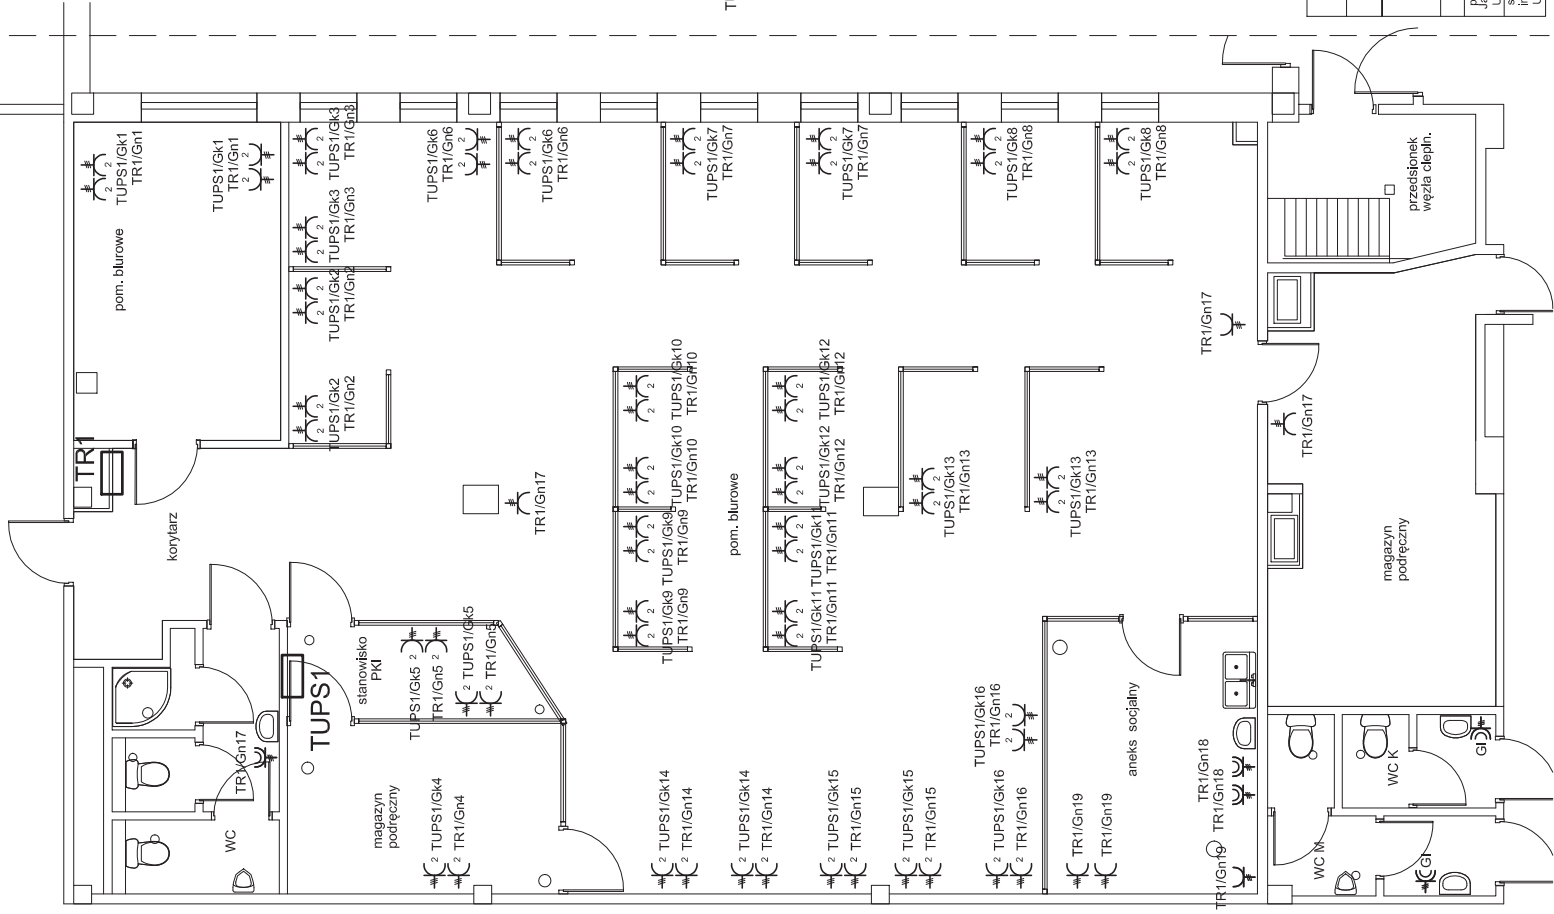 TUPS1/Gk1
TR1/Gn1
TUPS1/Gk1
TR1/Gn1
TUPS1/Gk3
TR1/Gn3
TUPS1/Gk6
TR1/Gn6
TUPS1/Gk6
TR1/Gn6
TUPS1/Gk7
TR1/Gn7
TUPS1/Gk7
TR1/Gn7
TUPS1/Gk8
TR1/Gn8
TUPS1/Gk8
TR1/Gn8
przedsionek
węzła ciepln.
pom. biurowe
TUPS1/Gk3
TR1/Gn3
TUPS1/Gk2
TR1/Gn2
TUPS1/Gk2
TR1/Gn2
TR1/Gn17
TR1
korytarz
TR1/Gn17
TUPS1/Gk10
TR1/Gn10
TUPS1/Gk10
TR1/Gn10
TUPS1/Gk9
TR1/Gn9
TUPS1/Gk9
TR1/Gn9
pom. biurowe
TUPS1/Gk12
TR1/Gn12
TUPS1/Gk12
TR1/Gn12
TUPS1/Gk11
TR1/Gn11
TUPS1/Gk11
TR1/Gn11
TUPS1/Gk13
TR1/Gn13
TUPS1/Gk13
TR1/Gn13
TR1/Gn17
magazyn
podręczny
TUPS1
stanowisko
PKI
TUPS1/Gk5
TR1/Gn5
TUPS1/Gk5
TR1/Gn5
TR1/Gn17
WC
magazyn
podręczny
TUPS1/Gk4
TR1/Gn4
TUPS1/Gk14
TR1/Gn14
TUPS1/Gk14
TR1/Gn14
TUPS1/Gk15
TR1/Gn15
TUPS1/Gk15
TR1/Gn15
TUPS1/Gk16
TR1/Gn16
TUPS1/Gk16
TR1/Gn16
aneks socjalny
TR1/Gn19
TR1/Gn19
TR1/Gn18
TR1/Gn18
TR1/Gn19
WC K
GI
WC M
GI